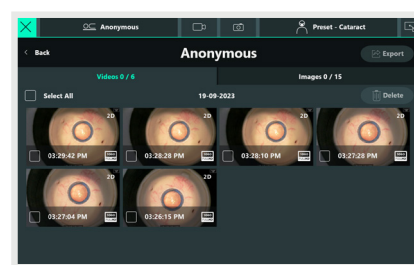 Anonymous
Preset - Cataract
Back
Anonymous
Export
Videos 0 / 6
Images 0 / 15
Select All
19-09-2023
Delete
2D
2D
2D
2D
03:29:42 PM
03:28:28 PM
03:28:10 PM
03:27:28 PM
2D
2D
03:27:04 PM
03:26:15 PM